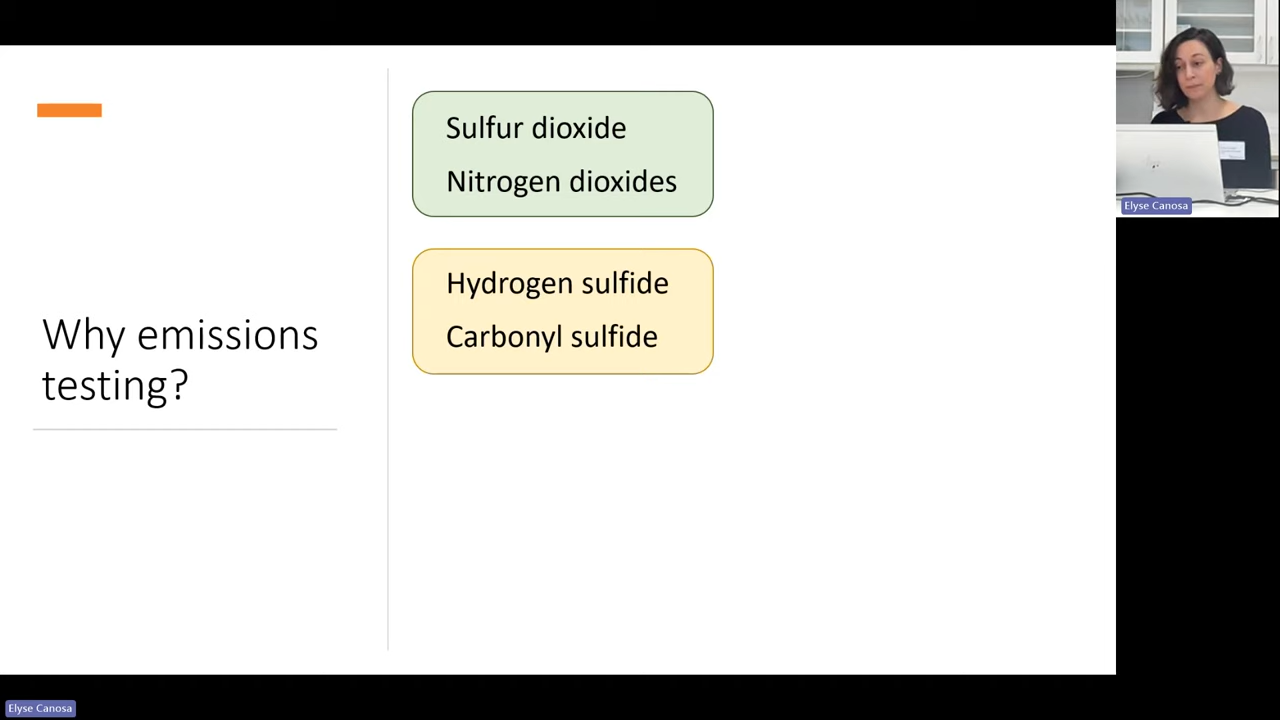 Sulfur dioxide
Nitrogen dioxides
Hydrogen sulfide
Carbonyl sulfide
Why emissions
testing?
Elyse Canosa
Elyse Canosa